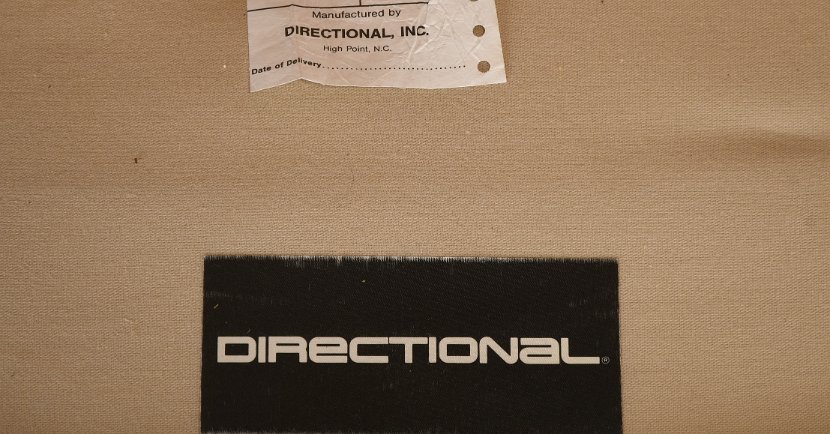 Manufactured by
DIRECTIONAL, INC.
High Point, N.C.
Date of Delivery.............................................
DIRECTIONAL®